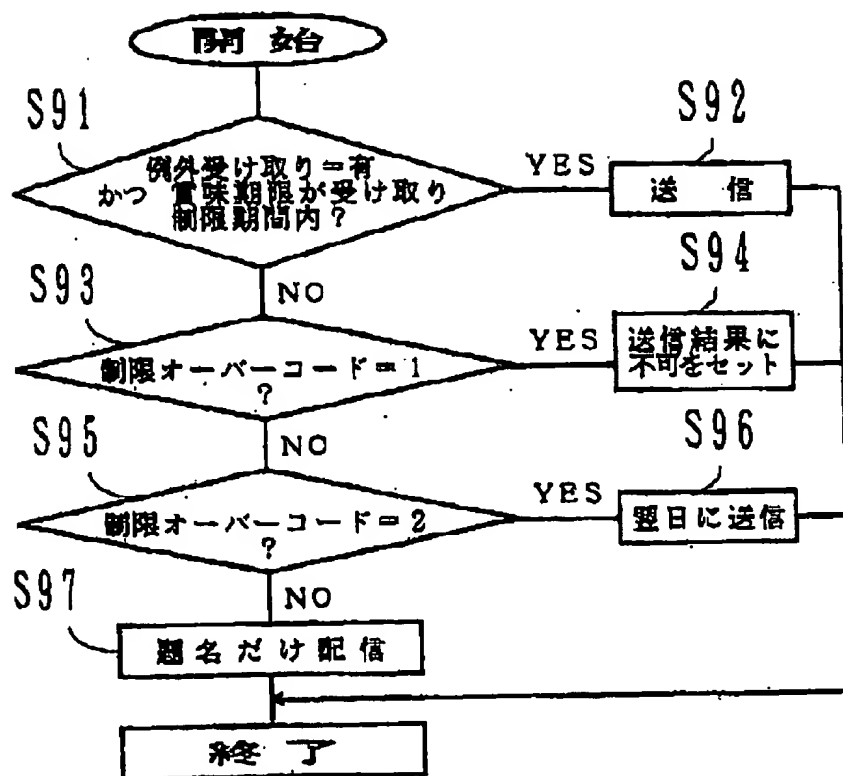 開始
S91
例外受け取り=有
かつ 賞味期限が受け取り
制限期間内?
YES
S92
送 信
NO
S93
制限オーバーコード=1
?
YES
S94
送信結果に
不可をセット
NO
S95
制限オーバーコード=2
?
YES
S96
翌日に送信
NO
S97
題名だけ配信
終 了